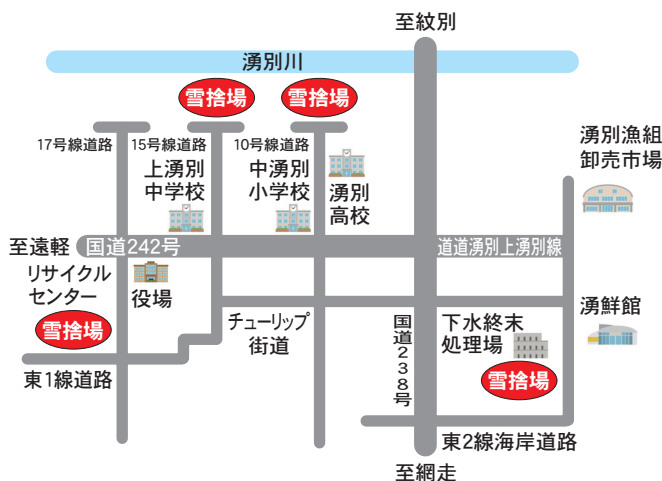 至紋別
湧別川
雪捨場
雪捨場
17号線道路
15号線道路
10号線道路
上湧別
中学校
中湧別
小学校
湧別
高校
湧別漁組
卸売市場
至遠軽
国道242号
道道湧別上湧別線
リサイクル
センター
役場
雪捨場
東1線道路
チューリップ
街道
国道238号
下水終末
処理場
雪捨場
湧鮮館
東2線海岸道路
至網走